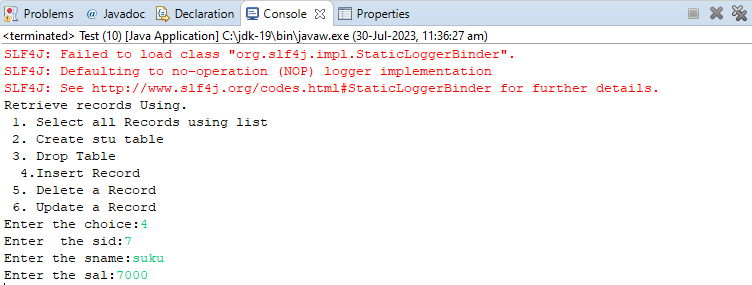 Problems @ Javadoc Declaration Console Properties
<terminated> Test (10) [Java Application] C:\jdk-19\bin\javaw.exe (30-Jul-2023, 11:36:27 am)
SLF4J: Failed to load class "org.slf4j.impl.StaticLoggerBinder".
SLF4J: Defaulting to no-operation (NOP) logger implementation
SLF4J: See http://www.slf4j.org/codes.html#StaticLoggerBinder for further details.
Retrieve records Using.
 1. Select all Records using list
 2. Create stu table
 3. Drop Table
  4.Insert Record
 5. Delete a Record
 6. Update a Record
Enter the choice:4
Enter  the sid:7
Enter the sname:suku
Enter the sal:7000